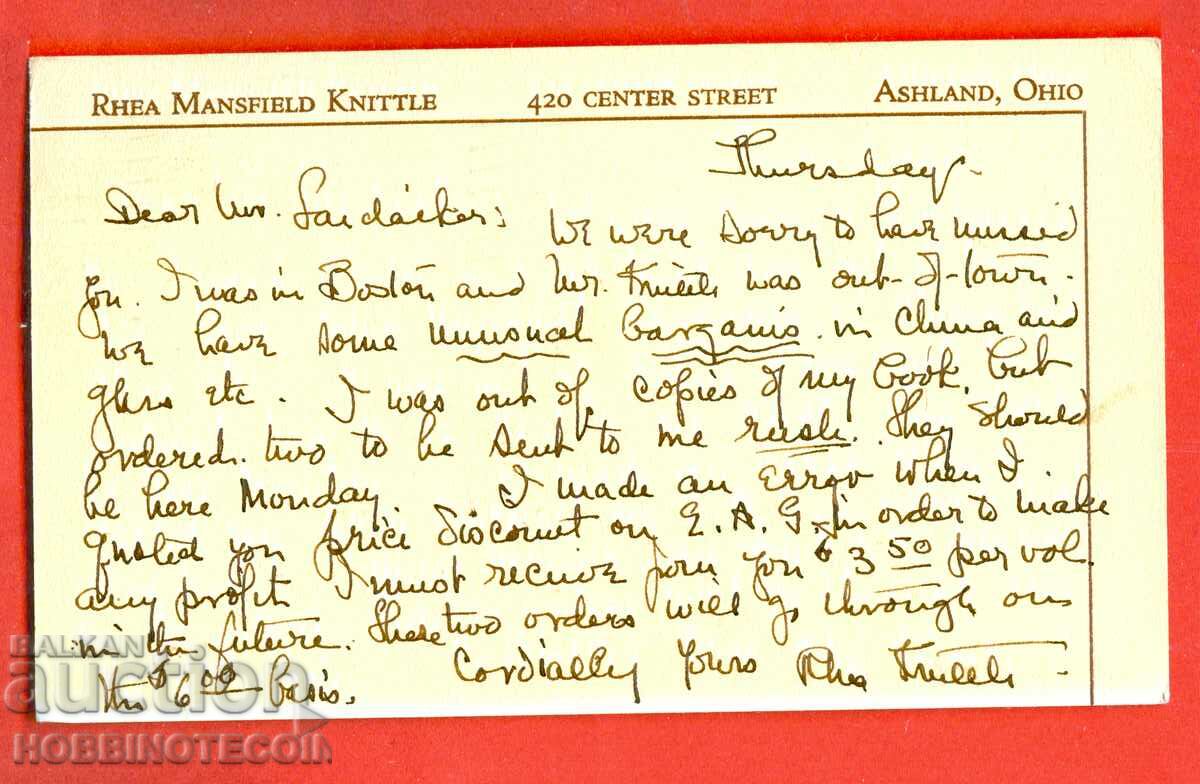 RHEA MANSFIELD KNITTLE 420 CENTER STREET ASHLAND, OHIO
Thursday.
Dear Mr. We were sorry to have missed
you. I was in Boston and Mr. Knittle was out-of-town.
We have some unusual bargains in China and
glass etc. I was out of copies of my book, but
ordered two to be sent to me rush. They should
be here Monday I made an error when I
quoted you price discount on E. A. G. In order to make
any profit I must receive from you $3 50 per vol
in the future. These two orders will go through on
the $6 00 basis. Cordially yours Rhea Knittle
BALKAN
auction
HOBBINOTECOIN